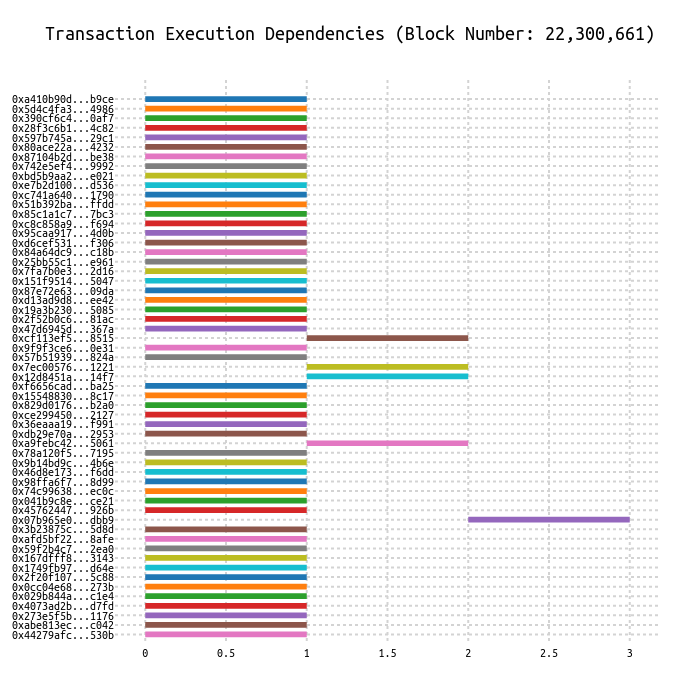 Transaction Execution Dependencies (Block Number: 22,300,661)
0xa410b90d...b9ce
0x5d4c4fa3...4986
0x390cf6c4...0af7
0x28f3c6b1...4c82
0x597b745a...29c1
0x80ace22a...4232
0x87104b2d...be38
0x742e5ef4...9992
0xbd5b9aa2...e021
0xe7b2d100...d536
0xc741a640...1790
0x51b392ba...ffdd
0x85c1a1c7...7bc3
0xc8c858a9...f694
0x95caa917...4d0b
0xd6cef531...f306
0x84a64dc9...c18b
0x25bb55c1...e961
0x7fa7b0e3...2d16
0x151f9514...5047
0x87e72e63...09da
0xd13ad9d8...ee42
0x19a3b230...5085
0x2f52b0c6...81ac
0x47d6945d...367a
0xcf113ef5...8515
0x9f9f3ce6...0e31
0x57b51939...824a
0x7ec00576...1221
0x12d8451a...14f7
0xf6656cad...ba25
0x15548830...8c17
0x829d0176...b2a0
0xce299450...2127
0x36eaaa19...f991
0xdb29e70a...2953
0xa9febc42...5061
0x78a120f5...7195
0x9b14bd9c...4b6e
0x46d8e173...f6dd
0x98ffa6f7...8d99
0x74c99638...ec0c
0x041b9c8e...ce21
0x45762447...926b
0x07b965e0...dbb9
0x3b23875c...5d8d
0xafd5bf22...8afe
0x59f2b4c7...2ea0
0x167dfff8...3143
0x1749fb97...d64e
0x2f20f107...5c88
0x0cc04e68...273b
0x029b844a...c1e4
0x4073ad2b...d7fd
0x273e5f5b...1176
0xabe813ec...c042
0x44279afc...530b
0 0.5 1 1.5 2 2.5 3